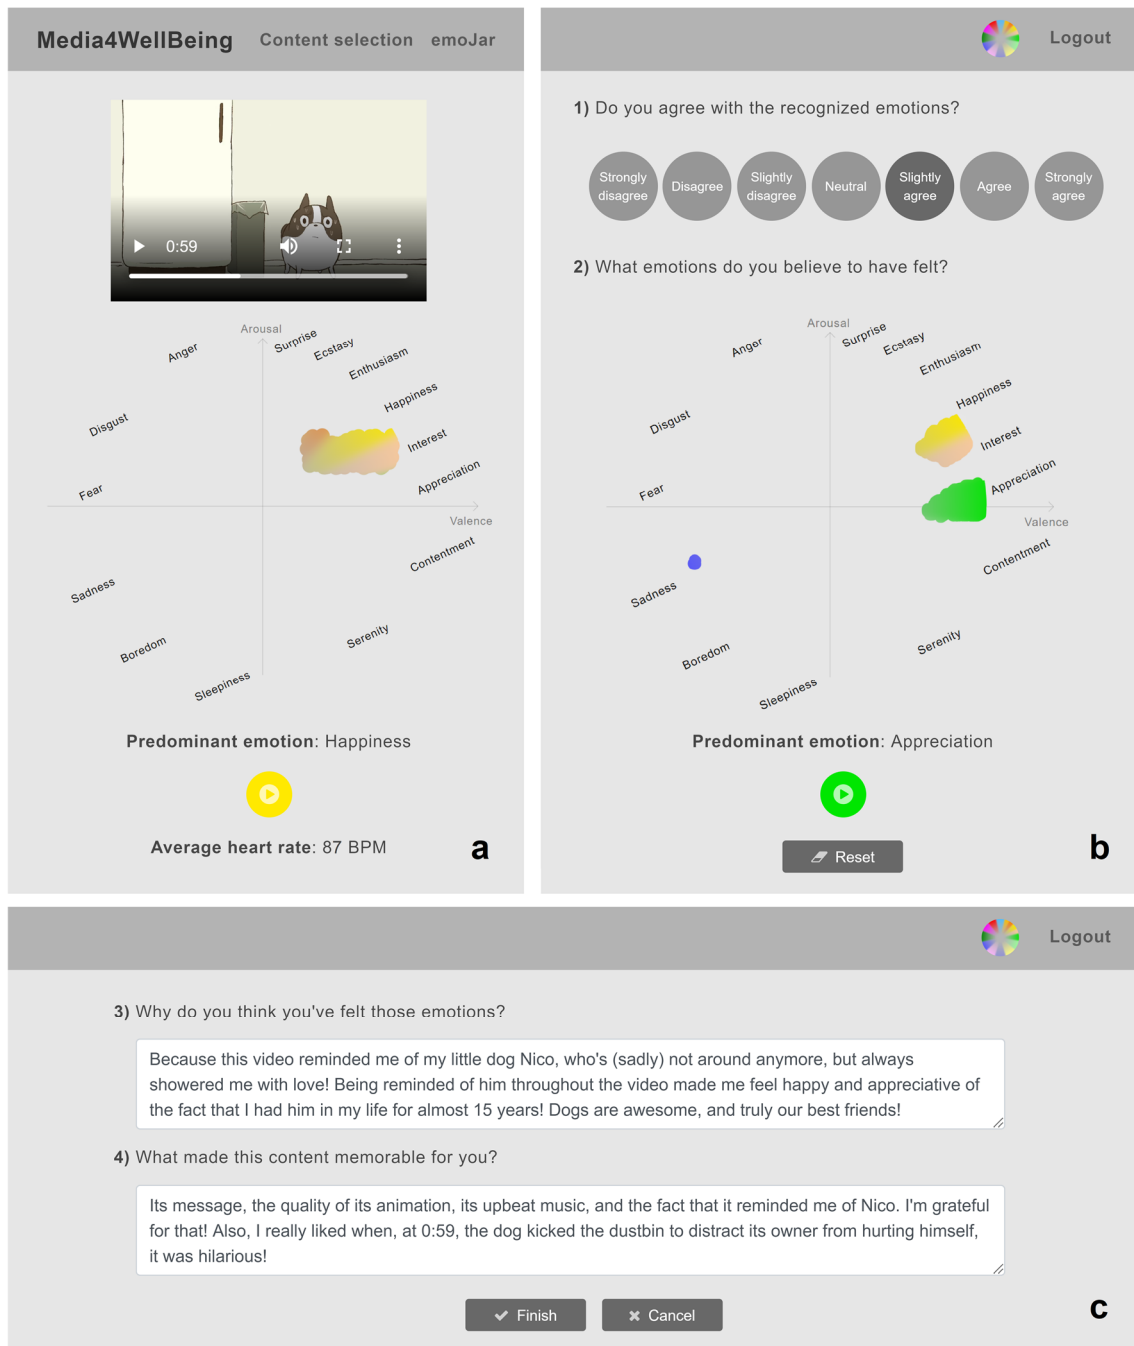 Media4WellBeing Content selection emoJar
0:59
Arousal
Anger
Surprise
Ecstasy
Enthusiasm
Happiness
Disgust
Interest
Appreciation
Fear
Valence
Contentment
Sadness
Serenity
Boredom
Sleepiness
Predominant emotion: Happiness
Average heart rate: 87 BPM
a
Logout
1) Do you agree with the recognized emotions?
Strongly disagree
Disagree
Slightly disagree
Neutral
Slightly agree
Agree
Strongly agree
2) What emotions do you believe to have felt?
Arousal
Anger
Surprise
Ecstasy
Enthusiasm
Happiness
Disgust
Interest
Appreciation
Fear
Valence
Contentment
Sadness
Serenity
Boredom
Sleepiness
Predominant emotion: Appreciation
Reset
b
Logout
3) Why do you think you've felt those emotions?
Because this video reminded me of my little dog Nico, who's (sadly) not around anymore, but always
showered me with love! Being reminded of him throughout the video made me feel happy and appreciative of
the fact that I had him in my life for almost 15 years! Dogs are awesome, and truly our best friends!
4) What made this content memorable for you?
Its message, the quality of its animation, its upbeat music, and the fact that it reminded me of Nico. I'm grateful
for that! Also, I really liked when, at 0:59, the dog kicked the dustbin to distract its owner from hurting himself,
it was hilarious!
Finish
Cancel
c